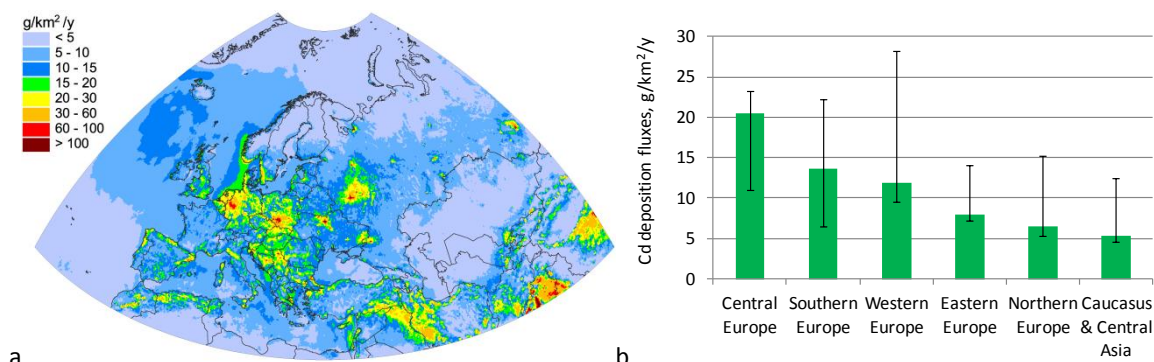 g/km²/y
< 5
5 - 10
10 - 15
15 - 20
20 - 30
30 - 60
60 - 100
> 100
a
Cd deposition fluxes, g/km²/y
30
25
20
15
10
5
0
Central Southern Western Eastern Northern Caucasus
Europe Europe Europe Europe Europe & Central
Asia
b